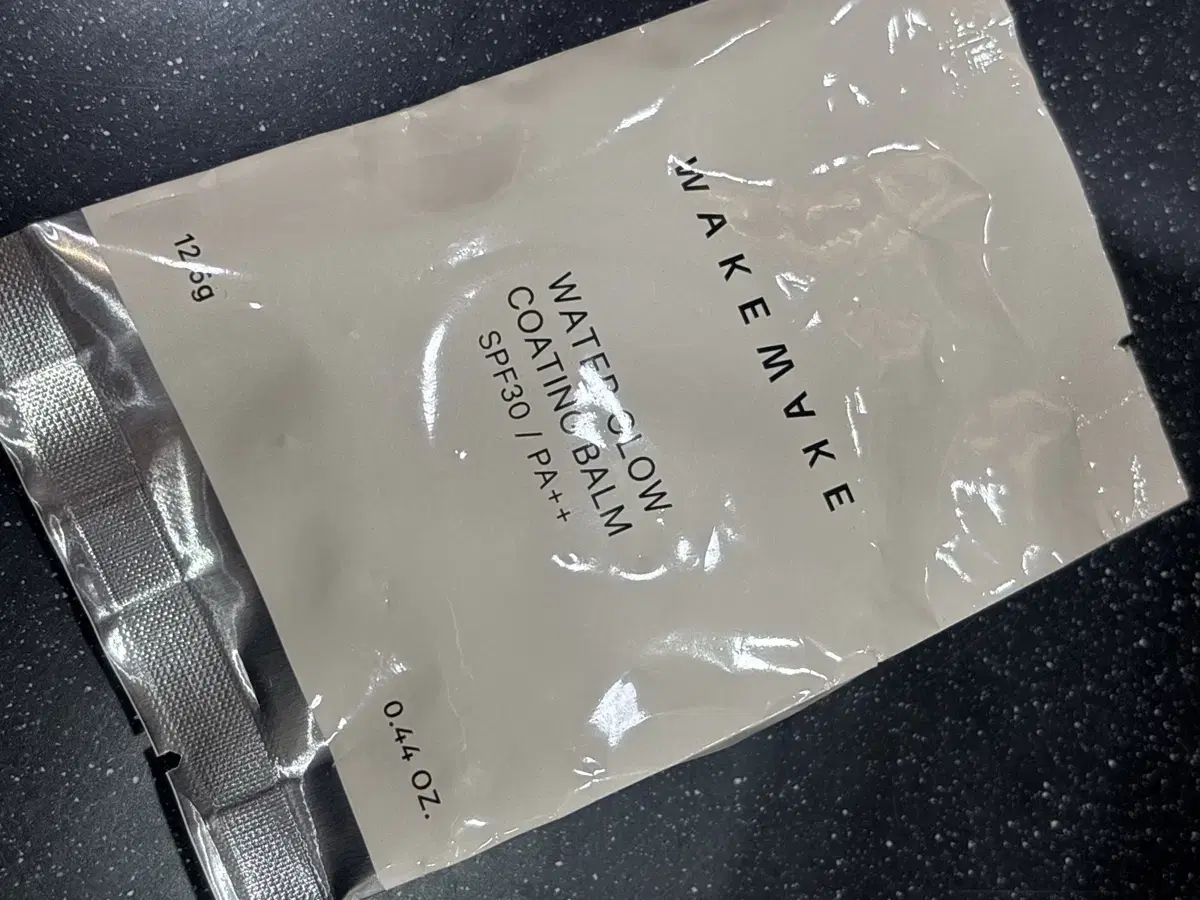 WAKEMAKE
WATER GLOW
COATING BALM
SPF30 / PA++
12.5g
0.44 OZ.